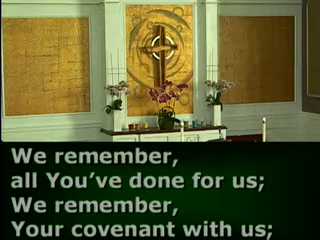 We remember,
all You've done for us;
We remember,
Your covenant with us;